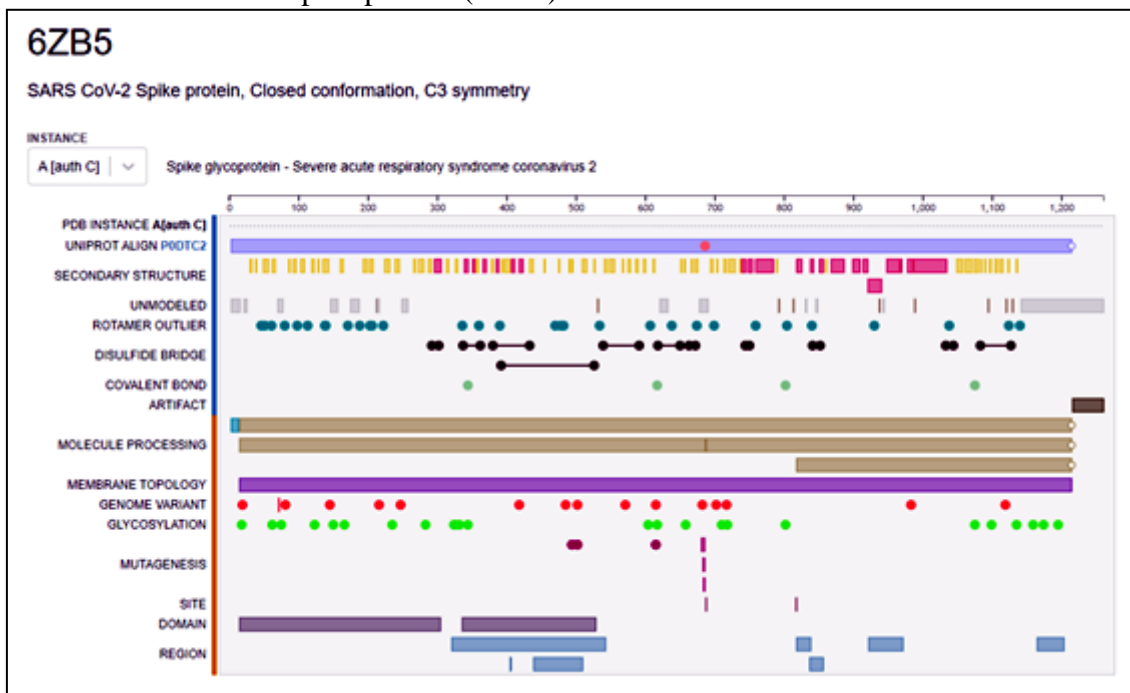 6ZB5
SARS CoV-2 Spike protein, Closed conformation, C3 symmetry
INSTANCE
A [auth C] Spike glycoprotein - Severe acute respiratory syndrome coronavirus 2
0 100 200 300 400 500 600 700 800 900 1,000 1,100 1,200
PDB INSTANCE A[auth C]
UNIPROT ALIGN P0DTC2
SECONDARY STRUCTURE
UNMODELED
ROTAMER OUTLIER
DISULFIDE BRIDGE
COVALENT BOND
ARTIFACT
MOLECULE PROCESSING
MEMBRANE TOPOLOGY
GENOME VARIANT
GLYCOSYLATION
MUTAGENESIS
SITE
DOMAIN
REGION